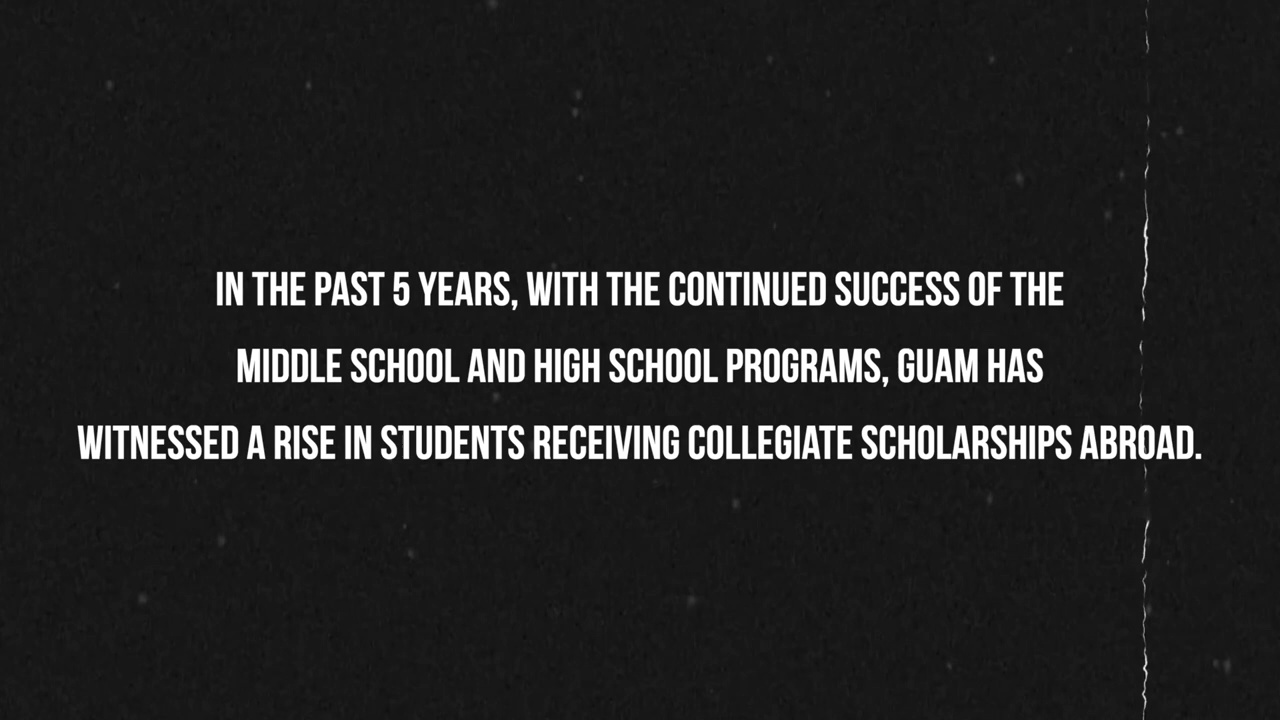 IN THE PAST 5 YEARS, WITH THE CONTINUED SUCCESS OF THE
MIDDLE SCHOOL AND HIGH SCHOOL PROGRAMS, GUAM HAS
WITNESSED A RISE IN STUDENTS RECEIVING COLLEGIATE SCHOLARSHIPS ABROAD.